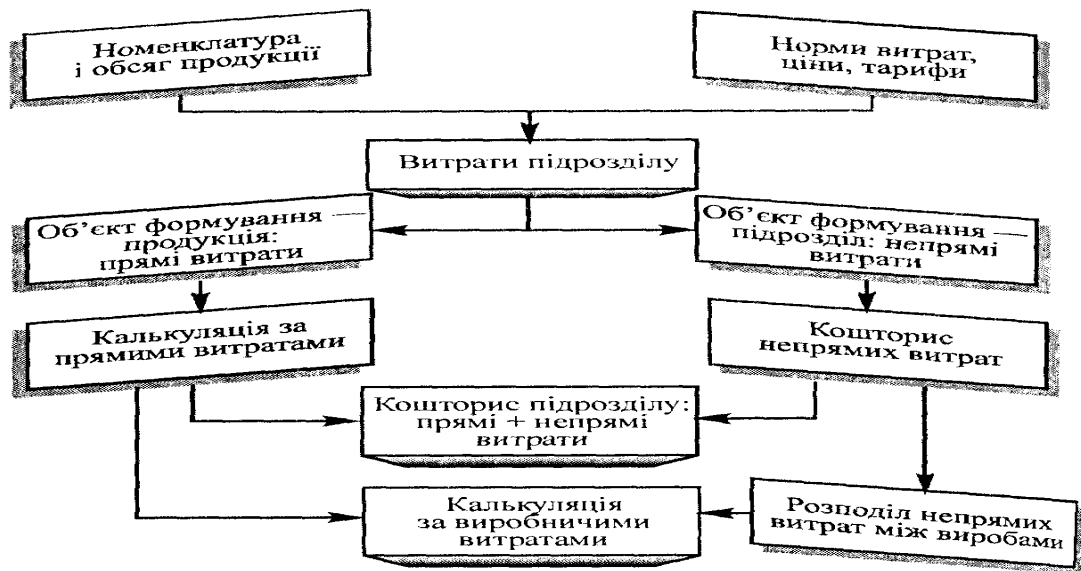 Номенклатура
і обсяг продукції
Норми витрат,
ціни, тарифи
Витрати підрозділу
Об’єкт формування —
продукція:
прямі витрати
Об’єкт формування —
підрозділ: непрямі
витрати
Калькуляція за
прямими витратами
Кошторис
непрямих витрат
Кошторис підрозділу:
прямі + непрямі
витрати
Калькуляція
за виробничими
витратами
Розподіл непрямих
витрат між виробами